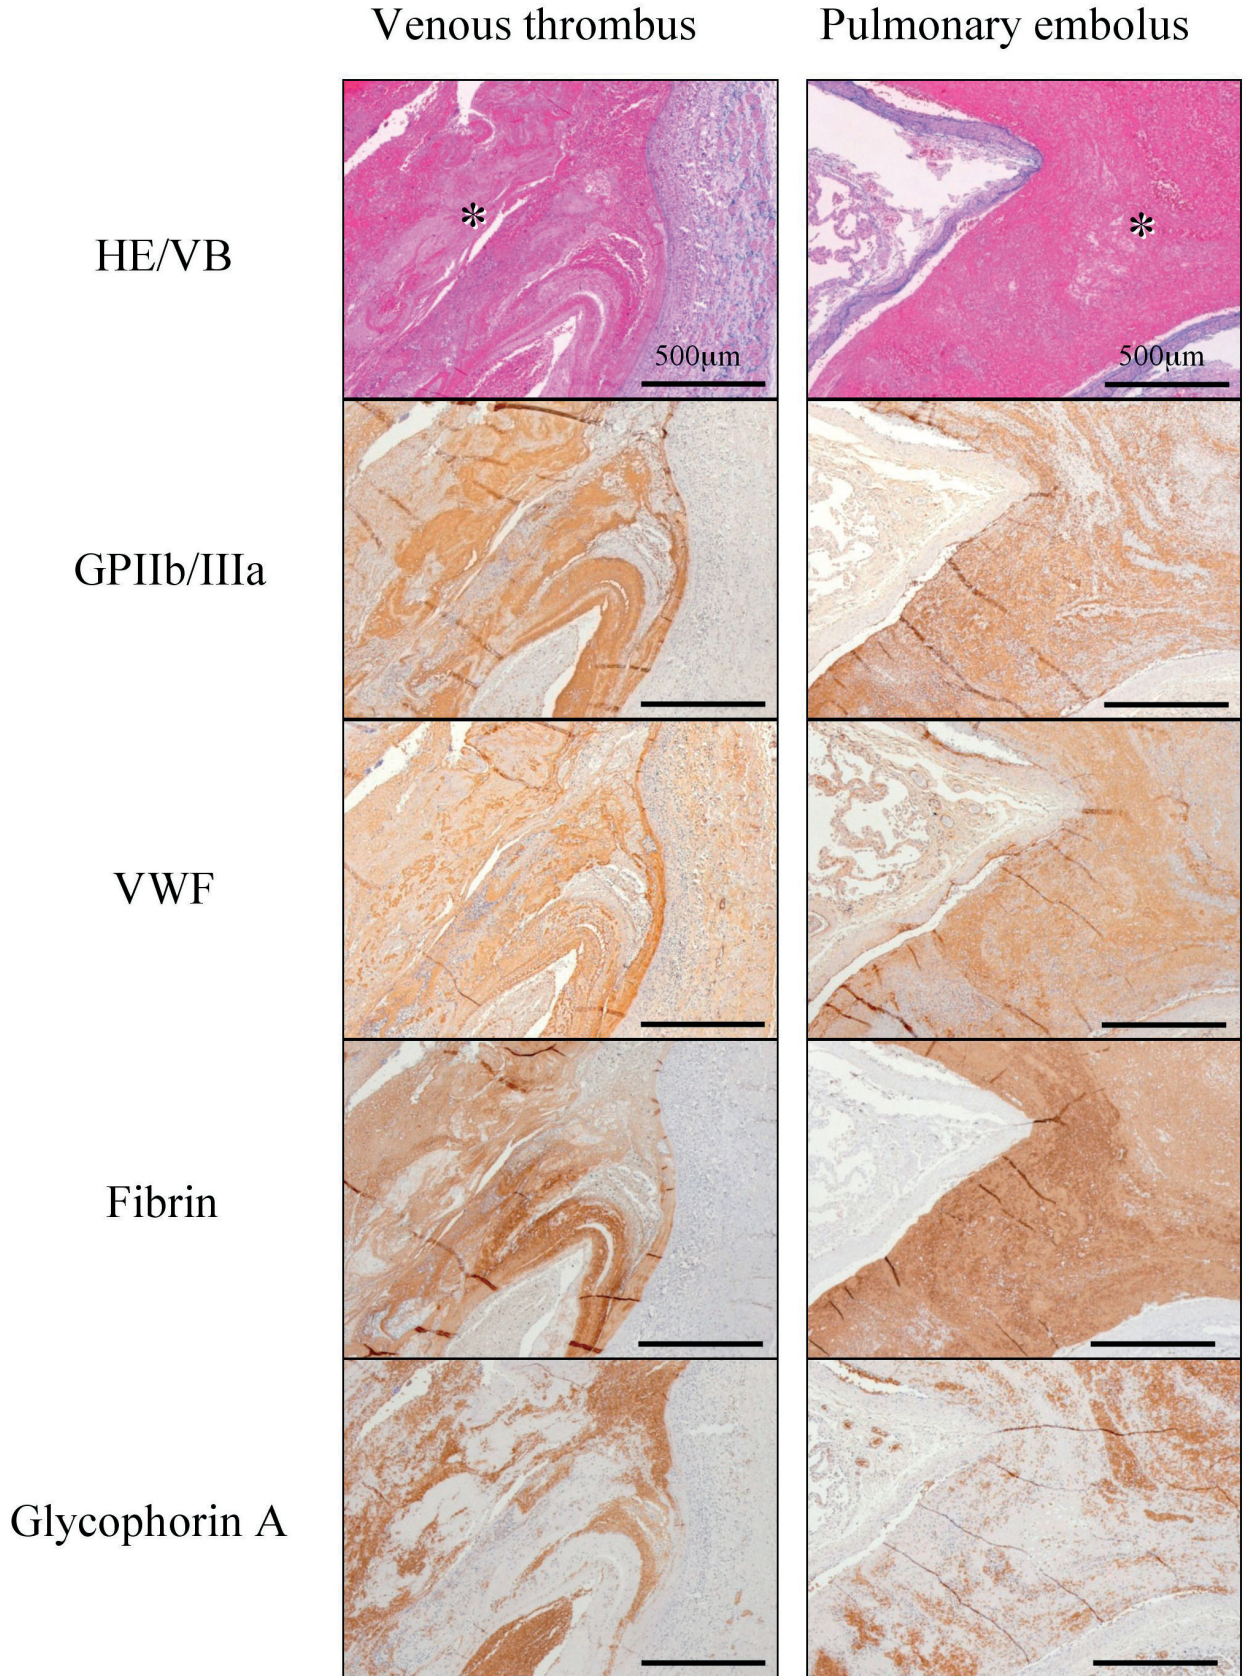 Venous thrombus Pulmonary embolus
HE/VB
* *
500μm 500μm
GPIIb/IIIa
VWF
Fibrin
Glycophorin A